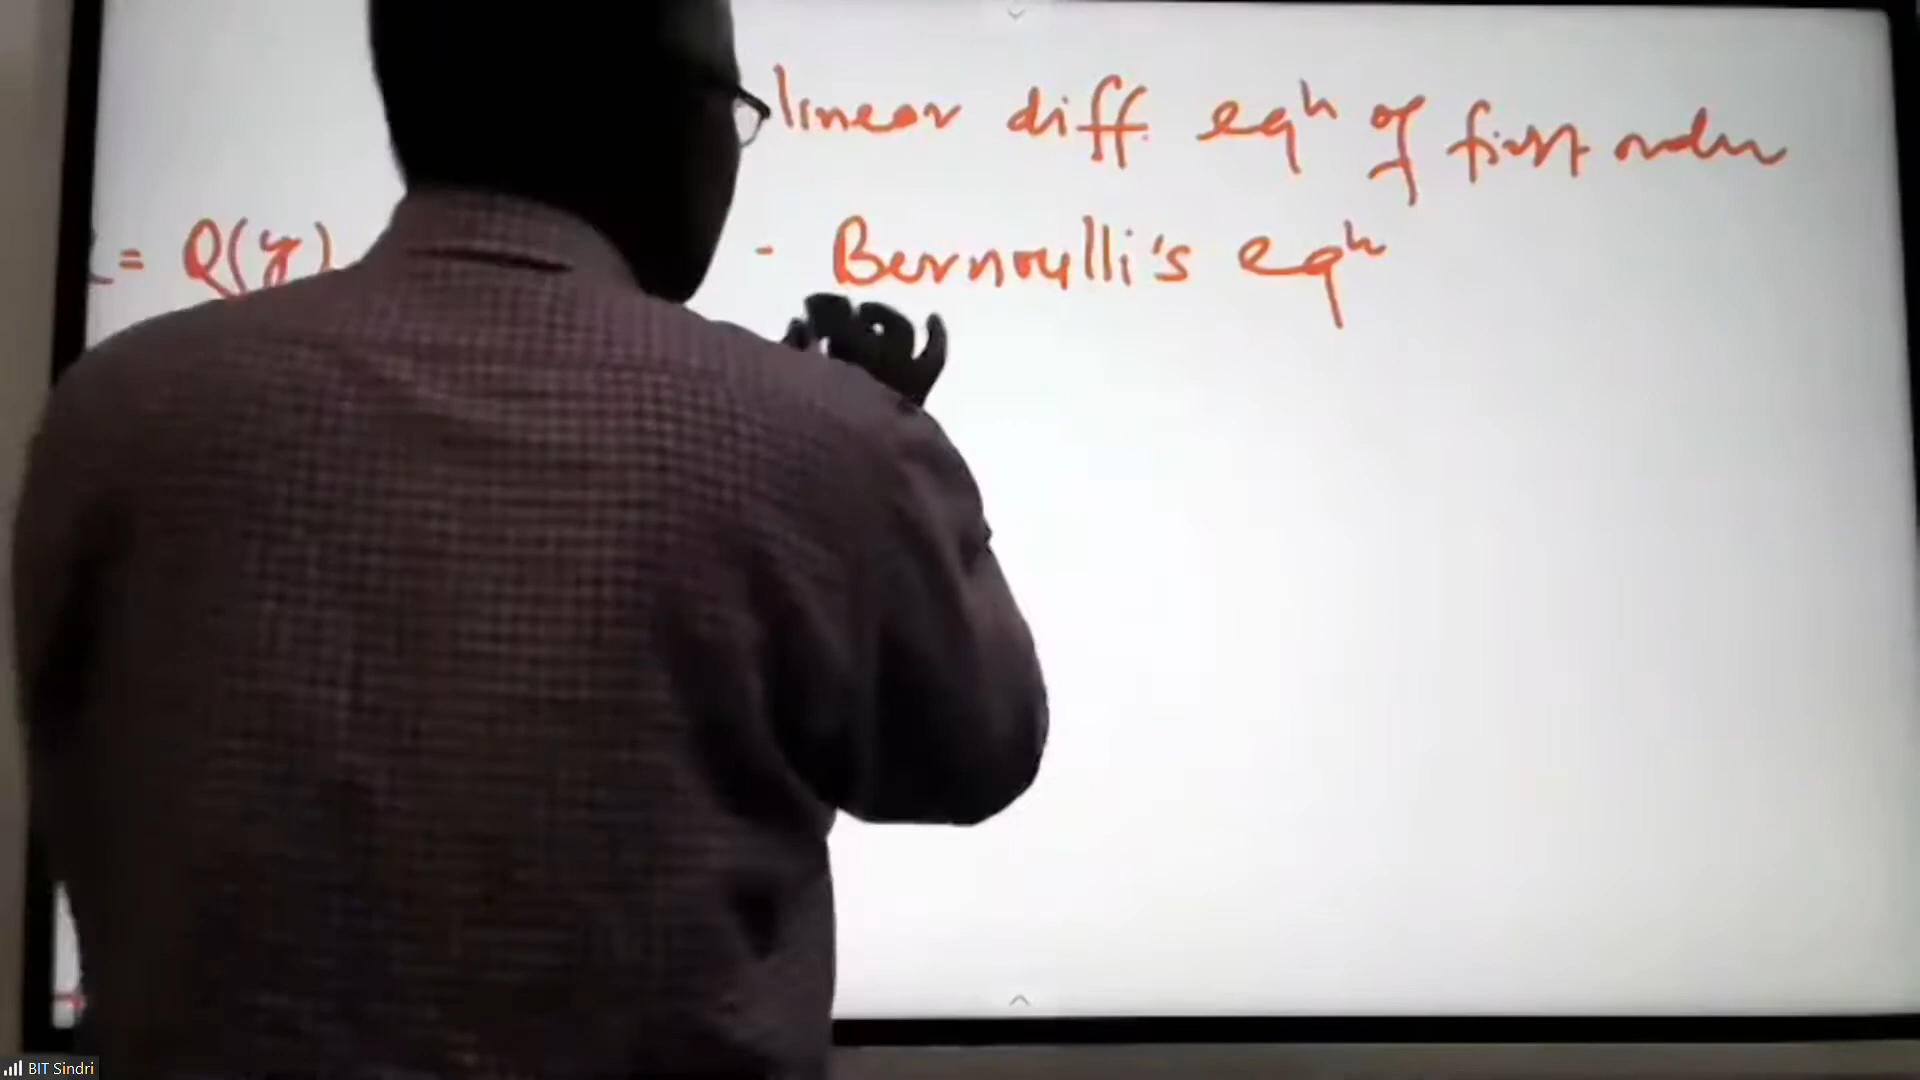 linear diff. eqn of first order
= Q(y) - Bernoulli's eqn
BIT Sindri